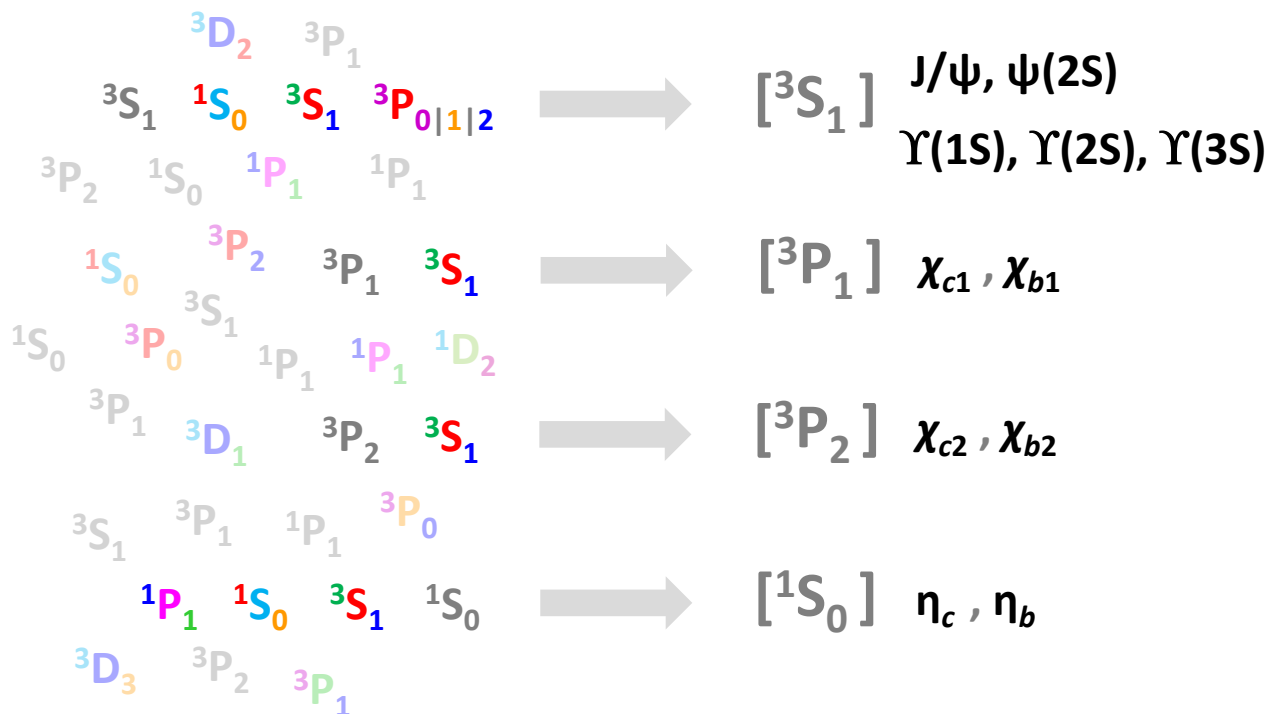 ³D₂ ³P₁
³S₁ ¹S₀ ³S₁ ³P₀|₁|₂ [³S₁] J/ψ, ψ(2S)
ϒ(1S), ϒ(2S), ϒ(3S)
³P₂ ¹S₀ ¹P₁ ¹P₁
¹S₀ ³P₂ ³P₁ ³S₁ [³P₁] χc1 , χb1
³S₁
¹S₀ ³P₀ ¹P₁ ¹P₁ ¹D₂
³P₁ ³D₁ ³P₂ ³S₁ [³P₂] χc2 , χb2
³S₁ ³P₁ ¹P₁ ³P₀
¹P₁ ¹S₀ ³S₁ ¹S₀ [¹S₀] ηc , ηb
³D₃ ³P₂ ³P₁